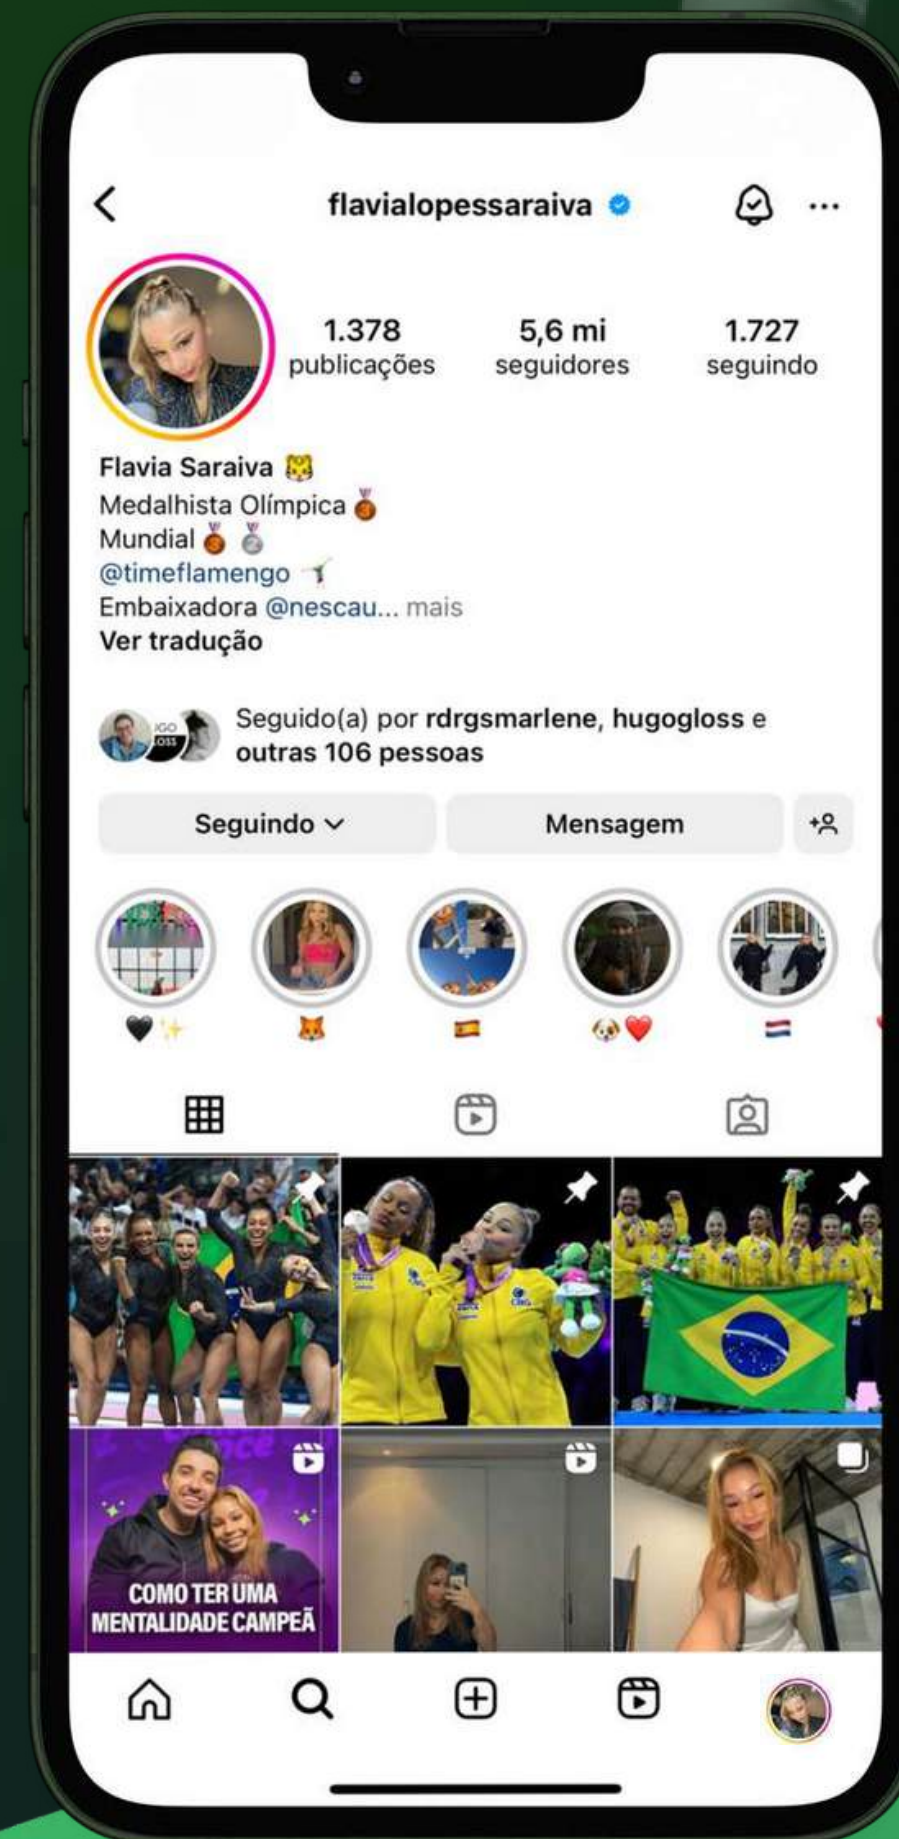 flavialopessaraiva
1.378
publicações
5,6 mi
seguidores
1.727
seguindo
Flavia Saraiva 🐯
Medalhista Olímpica 🥉
Mundial 🥉 🥈
@timeflamengo 🤸
Embaixadora @nescau... mais
Ver tradução
Seguido(a) por rdrgsmarlene, hugogloss e
outras 106 pessoas
Seguindo
Mensagem
COMO TER UMA
MENTALIDADE CAMPEÃ